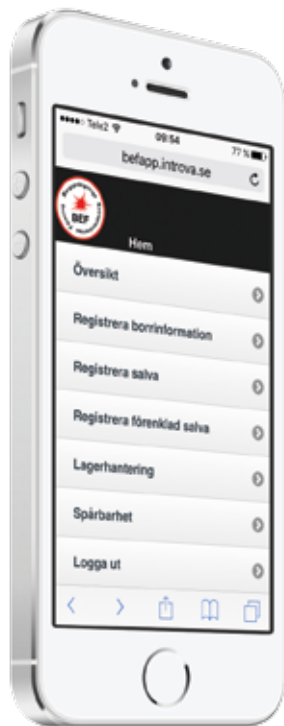 Tele2 09:54 77 %
befapp.introva.se
BEF
Hem
Översikt
Registrera borrinformation
Registrera salva
Registrera förenklad salva
Lagerhantering
Spårbarhet
Logga ut